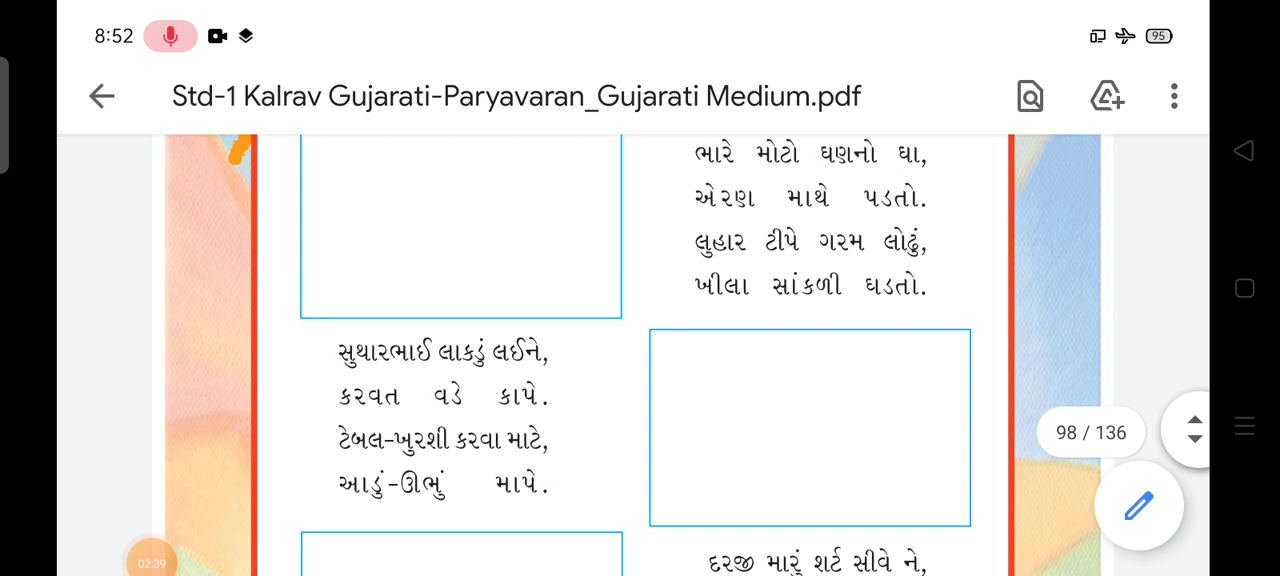 8:52
95
Std-1 Kalrav Gujarati-Paryavaran_Gujarati Medium.pdf
ભારે મોટો ઘણનો ઘા,
એરણ માથે પડતો.
લુહાર ટીપે ગરમ લોઢું,
ખીલા સાંકળી ઘડતો.
સુથારભાઈ લાકડું લઈને,
કરવત વડે કાપે.
ટેબલ-ખુરશી કરવા માટે,
આડું-ઊભું માપે.
98 / 136
દરજી મારું શર્ટ સીવે ને,
02:39